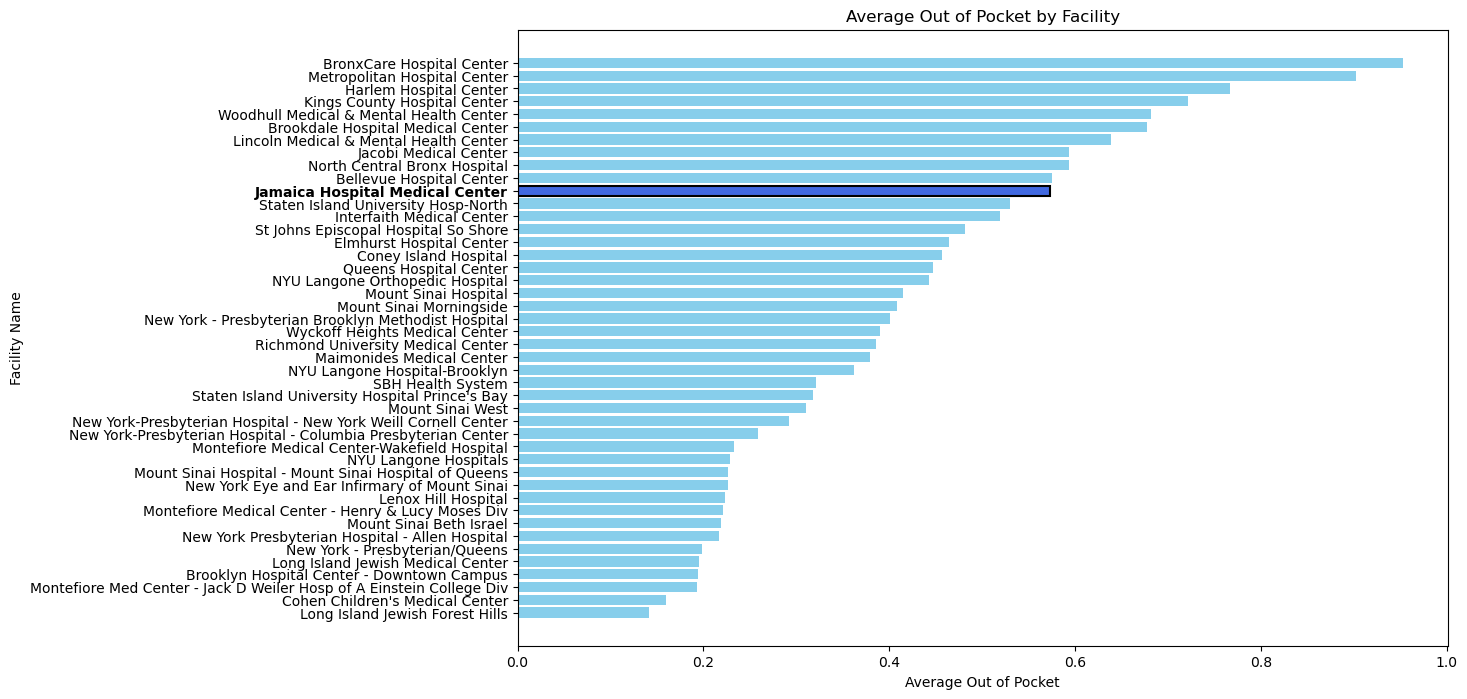 Average Out of Pocket by Facility
Facility Name
BronxCare Hospital Center
Metropolitan Hospital Center
Harlem Hospital Center
Kings County Hospital Center
Woodhull Medical & Mental Health Center
Brookdale Hospital Medical Center
Lincoln Medical & Mental Health Center
Jacobi Medical Center
North Central Bronx Hospital
Bellevue Hospital Center
Jamaica Hospital Medical Center
Staten Island University Hosp-North
Interfaith Medical Center
St Johns Episcopal Hospital So Shore
Elmhurst Hospital Center
Coney Island Hospital
Queens Hospital Center
NYU Langone Orthopedic Hospital
Mount Sinai Hospital
Mount Sinai Morningside
New York - Presbyterian Brooklyn Methodist Hospital
Wyckoff Heights Medical Center
Richmond University Medical Center
Maimonides Medical Center
NYU Langone Hospital-Brooklyn
SBH Health System
Staten Island University Hospital Prince's Bay
Mount Sinai West
New York-Presbyterian Hospital - New York Weill Cornell Center
New York-Presbyterian Hospital - Columbia Presbyterian Center
Montefiore Medical Center-Wakefield Hospital
NYU Langone Hospitals
Mount Sinai Hospital - Mount Sinai Hospital of Queens
New York Eye and Ear Infirmary of Mount Sinai
Lenox Hill Hospital
Montefiore Medical Center - Henry & Lucy Moses Div
Mount Sinai Beth Israel
New York Presbyterian Hospital - Allen Hospital
New York - Presbyterian/Queens
Long Island Jewish Medical Center
Brooklyn Hospital Center - Downtown Campus
Montefiore Med Center - Jack D Weiler Hosp of A Einstein College Div
Cohen Children's Medical Center
Long Island Jewish Forest Hills
0.0 0.2 0.4 0.6 0.8 1.0
Average Out of Pocket